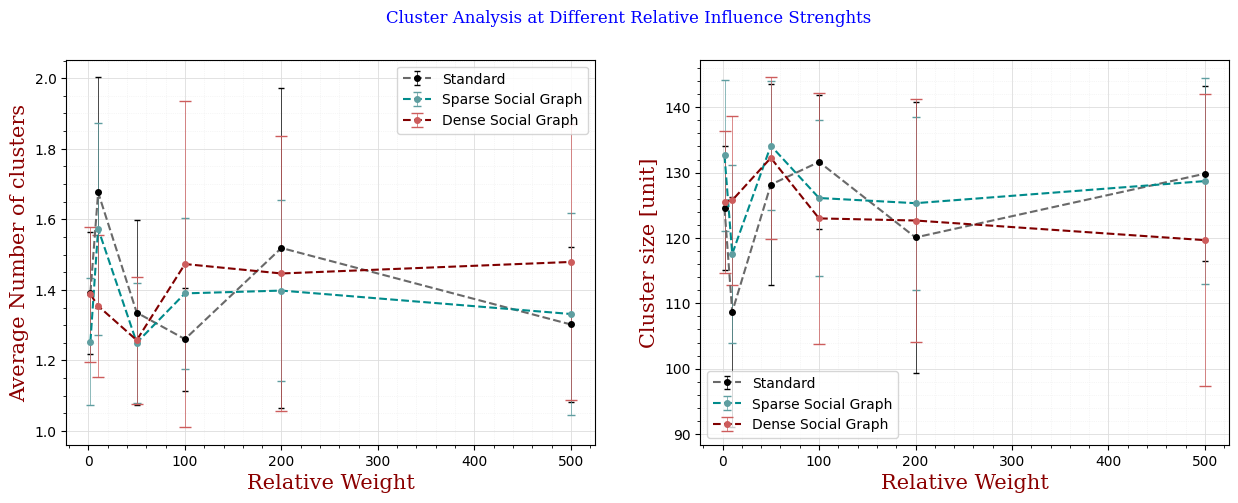 Cluster Analysis at Different Relative Influence Strenghts
Average Number of clusters
2.0
1.8
1.6
1.4
1.2
1.0
Standard
Sparse Social Graph
Dense Social Graph
0 100 200 300 400 500
Relative Weight
Cluster size [unit]
140
130
120
110
100
90
Standard
Sparse Social Graph
Dense Social Graph
0 100 200 300 400 500
Relative Weight